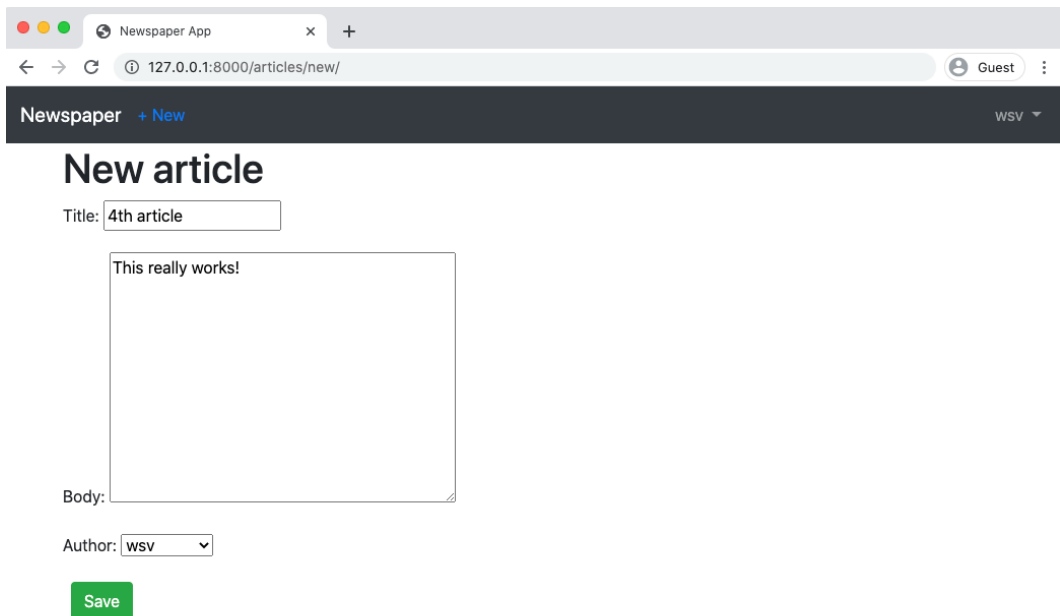 Newspaper App
127.0.0.1:8000/articles/new/
Guest
Newspaper + New wsv
New article
Title: 4th article
This really works!
Body:
Author: wsv
Save